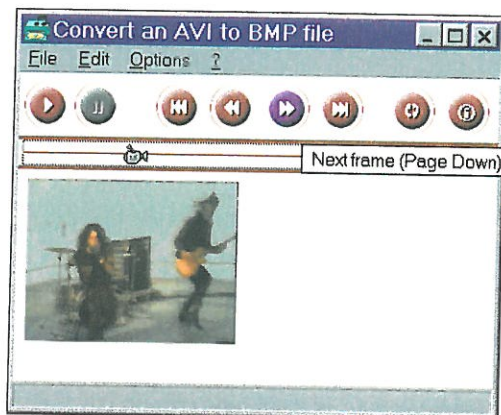 Convert an AVI to BMP file
File Edit Options ?
Next frame (Page Down)